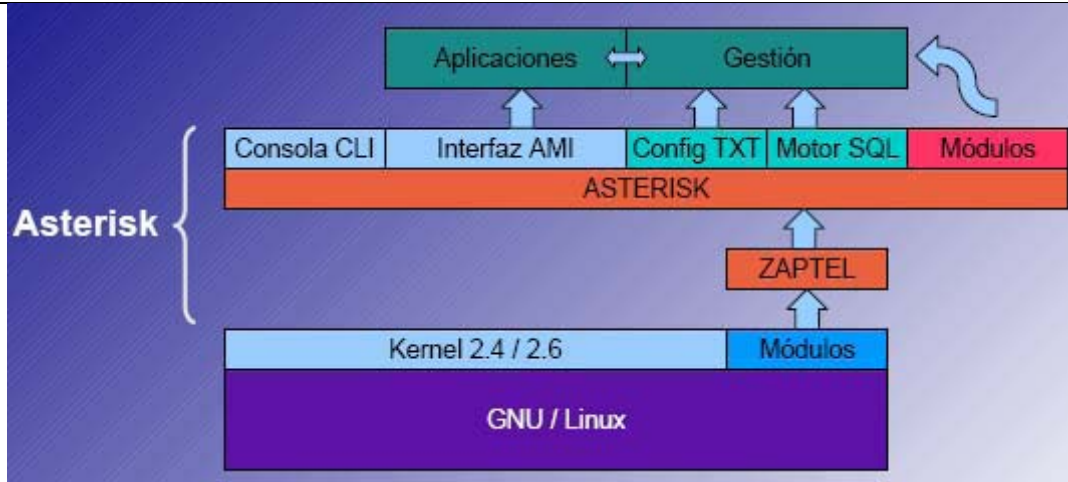 Aplicaciones Gestión
Consola CLI Interfaz AMI Config TXT Motor SQL Módulos
ASTERISK
Asterisk
ZAPTEL
Kernel 2.4 / 2.6 Módulos
GNU / Linux